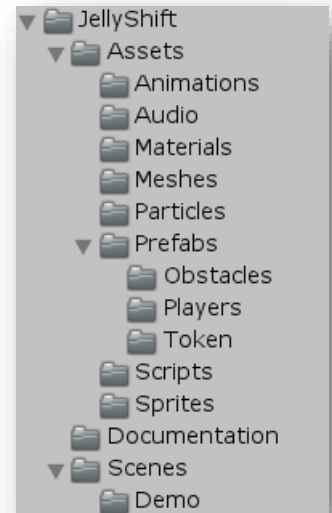 JellyShift
Assets
Animations
Audio
Materials
Meshes
Particles
Prefabs
Obstacles
Players
Token
Scripts
Sprites
Documentation
Scenes
Demo